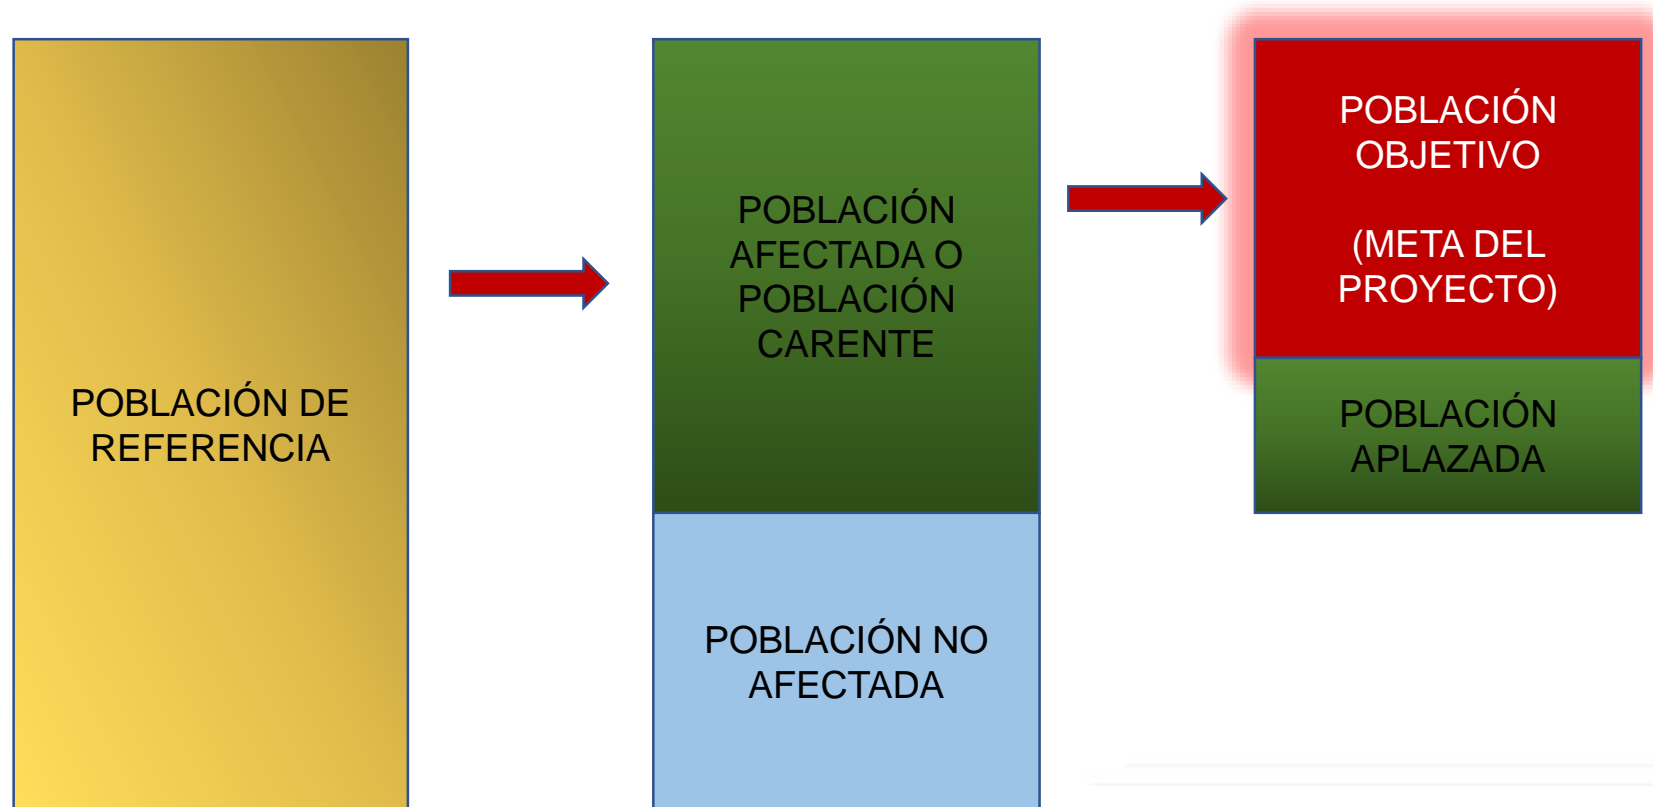 POBLACIÓN DE
REFERENCIA
POBLACIÓN
AFECTADA O
POBLACIÓN
CARENTE
POBLACIÓN NO
AFECTADA
POBLACIÓN
OBJETIVO
(META DEL
PROYECTO)
POBLACIÓN
APLAZADA